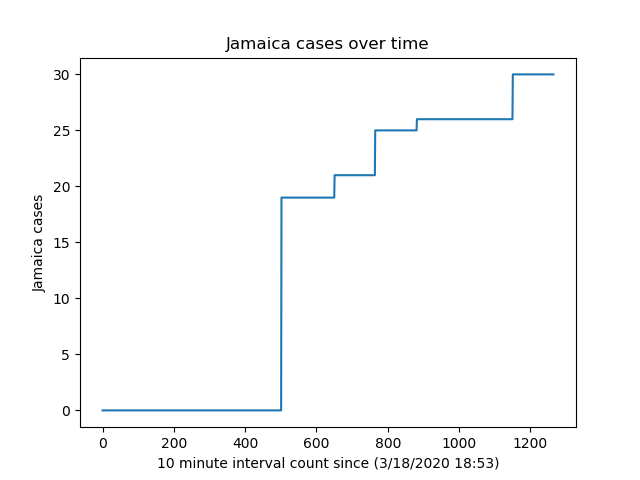 Jamaica cases over time
30
25
20
15
10
5
0
Jamaica cases
0 200 400 600 800 1000 1200
10 minute interval count since (3/18/2020 18:53)